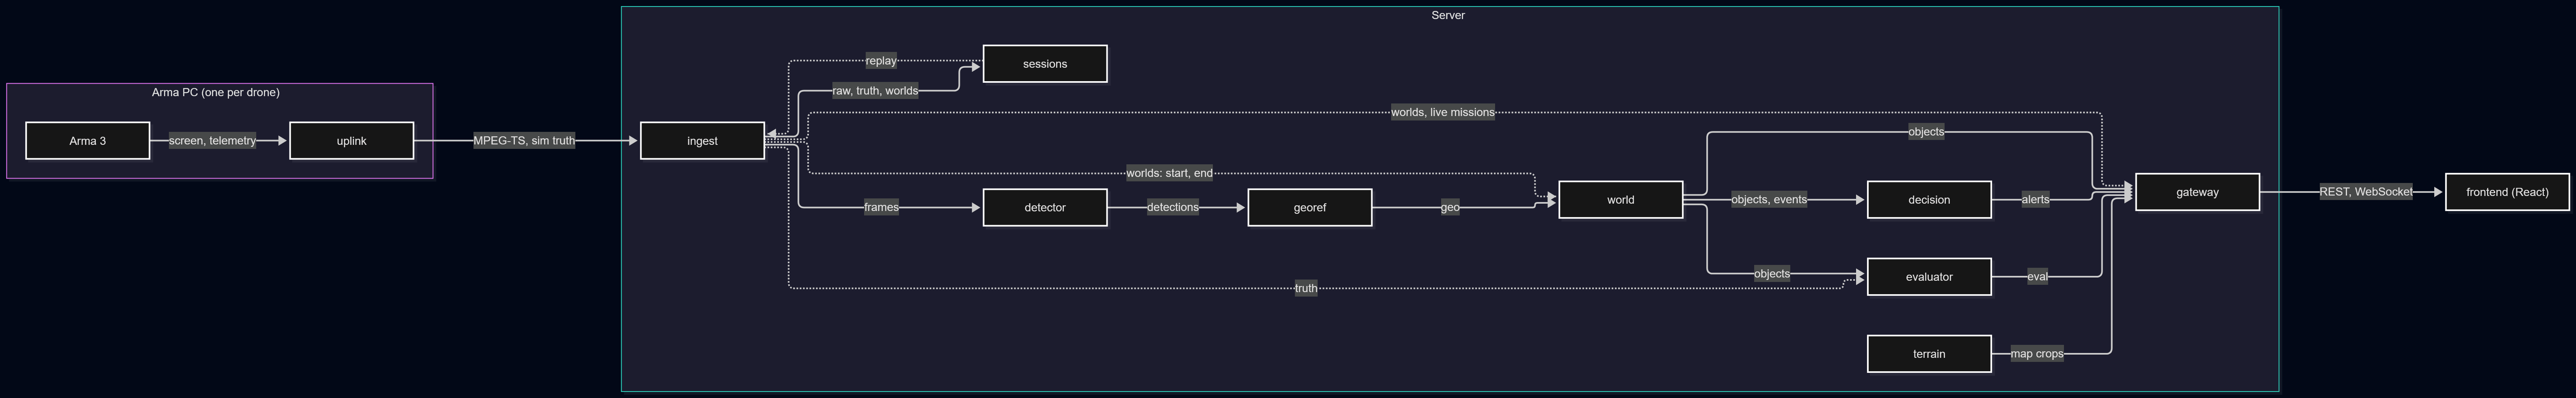 Server
sessions
replay
raw, truth, worlds
Arma PC (one per drone)
worlds, live missions
Arma 3
screen, telemetry
uplink
MPEG-TS, sim truth
ingest
objects
worlds: start, end
frames
detector
detections
georef
geo
world
objects, events
decision
alerts
gateway
REST, WebSocket
frontend (React)
objects
evaluator
eval
truth
terrain
map crops